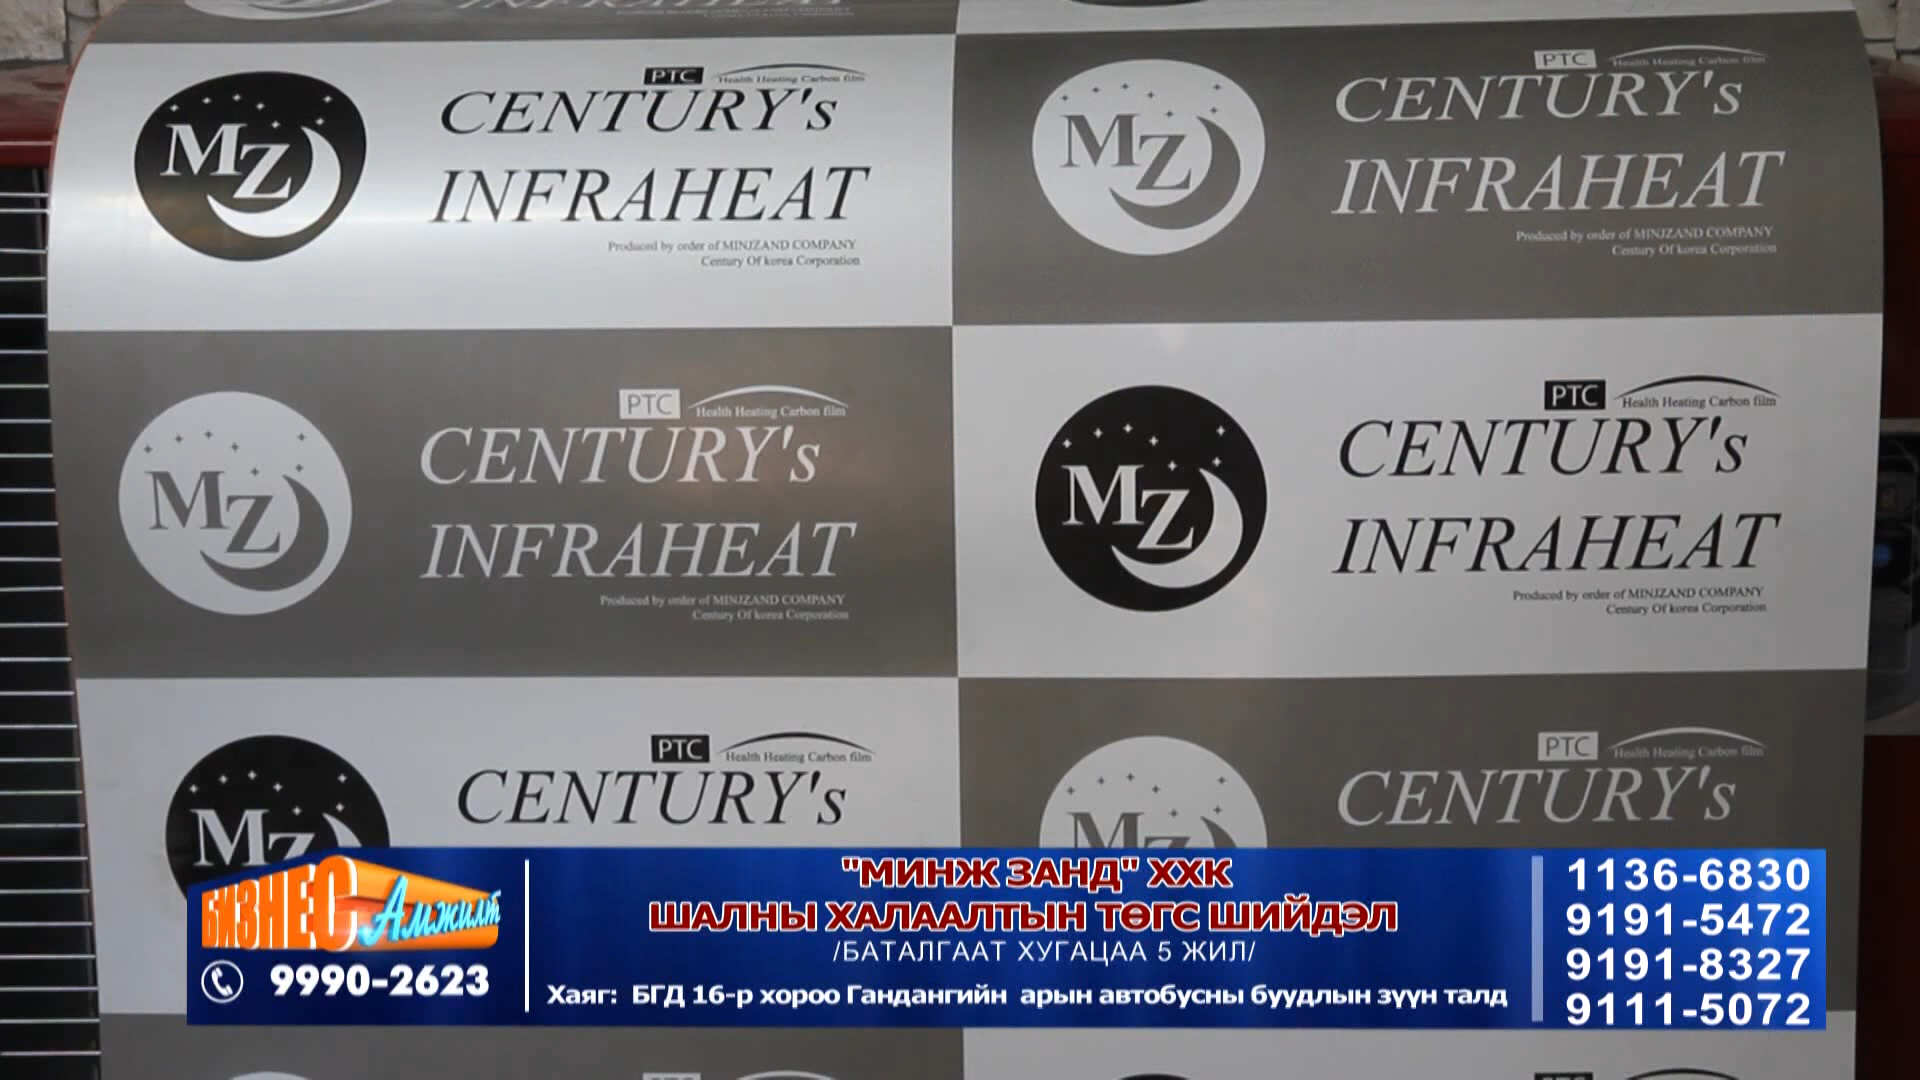 PTC Health Heating Carbon film
CENTURY's
INFRAHEAT
MZ
Produced by order of MINJZAND COMPANY
Century Of korea Corporation
PTC Health Heating Carbon film
CENTURY's
INFRAHEAT
MZ
Produced by order of MINJZAND COMPANY
Century Of korea Corporation
PTC Health Heating Carbon film
CENTURY's
INFRAHEAT
MZ
Produced by order of MINJZAND COMPANY
Century Of korea Corporation
PTC Health Heating Carbon film
CENTURY's
INFRAHEAT
MZ
Produced by order of MINJZAND COMPANY
Century Of korea Corporation
PTC Health Heating Carbon film
CENTURY's
MZ
PTC Health Heating Carbon film
CENTURY's
MZ
БИЗНЕС Амжилт
9990-2623
"МИНЖ ЗАНД" ХХК
ШАЛНЫ ХАЛААЛТЫН ТӨГС ШИЙДЭЛ
/БАТАЛГААТ ХУГАЦАА 5 ЖИЛ/
Хаяг: БГД 16-р хороо Гандангийн арын автобусны буудлын зүүн талд
1136-6830
9191-5472
9191-8327
9111-5072